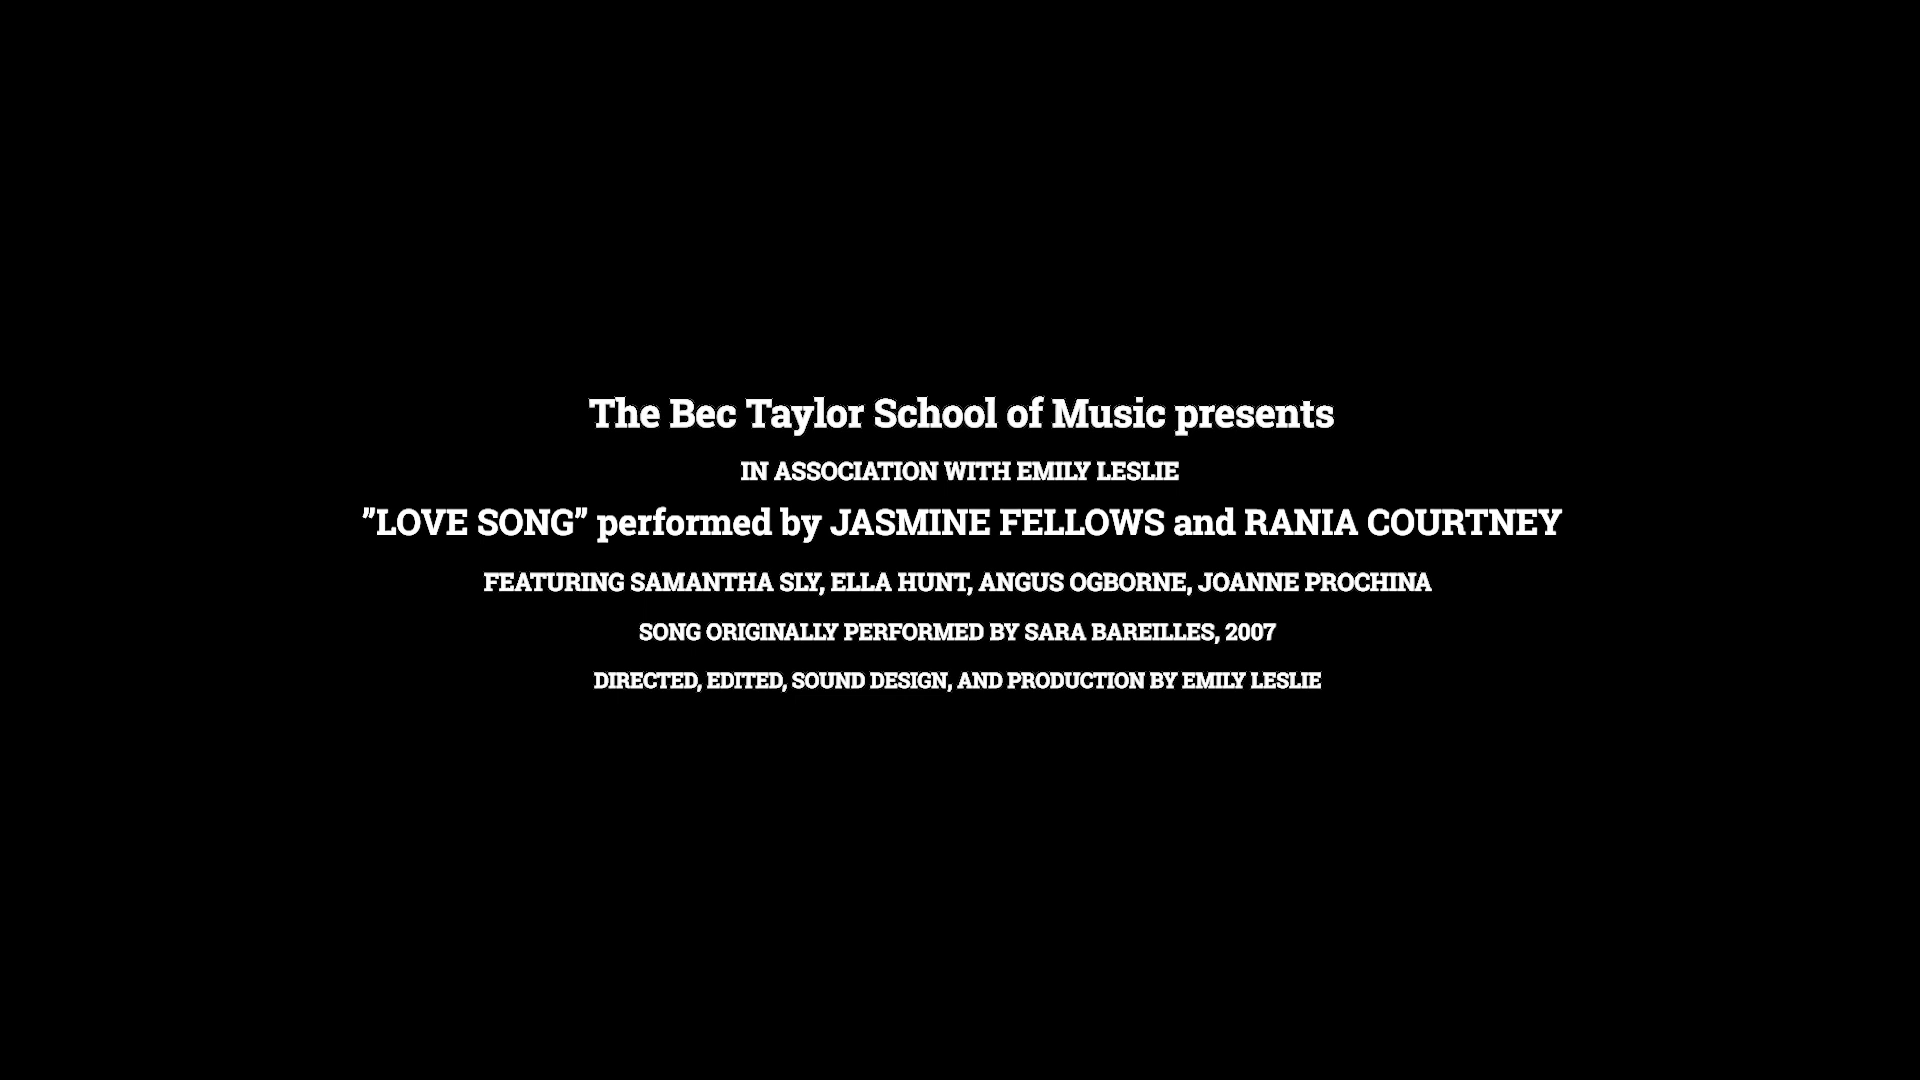 The Bec Taylor School of Music presents
IN ASSOCIATION WITH EMILY LESLIE
”LOVE SONG” performed by JASMINE FELLOWS and RANIA COURTNEY
FEATURING SAMANTHA SLY, ELLA HUNT, ANGUS OGBORNE, JOANNE PROCHINA
SONG ORIGINALLY PERFORMED BY SARA BAREILLES, 2007
DIRECTED, EDITED, SOUND DESIGN, AND PRODUCTION BY EMILY LESLIE